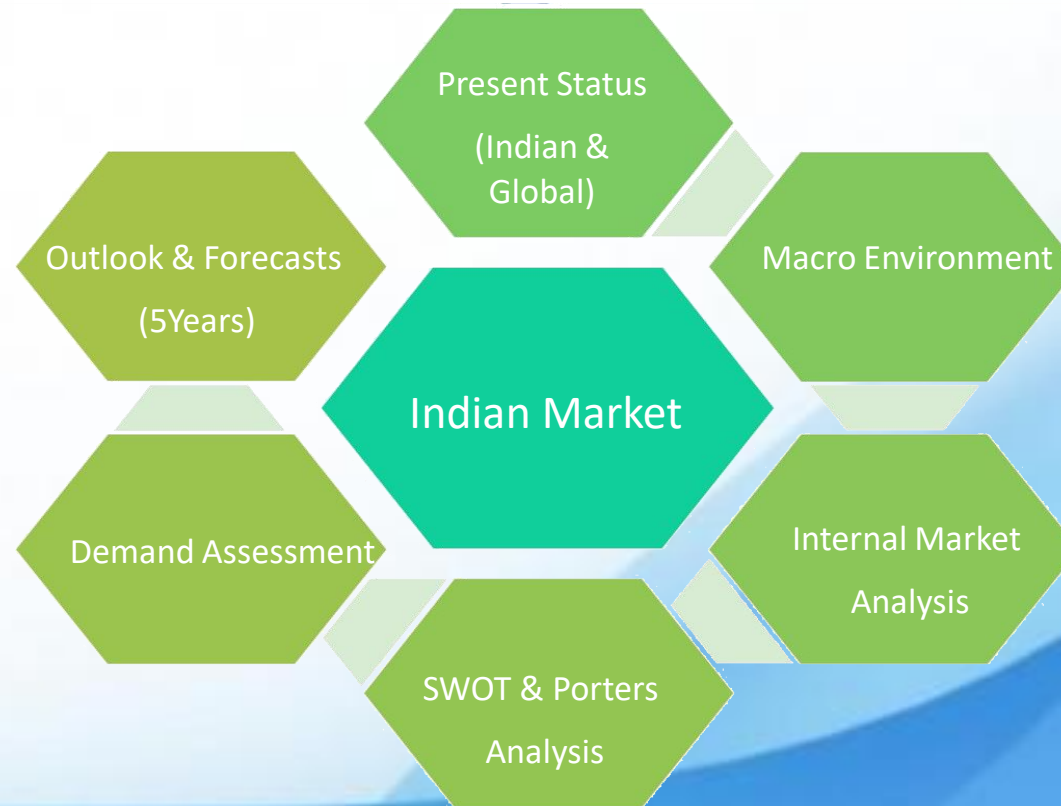 Present Status
(Indian &
Global)
Macro Environment
Internal Market
Analysis
SWOT & Porters
Analysis
Demand Assessment
Outlook & Forecasts
(5Years)
Indian Market